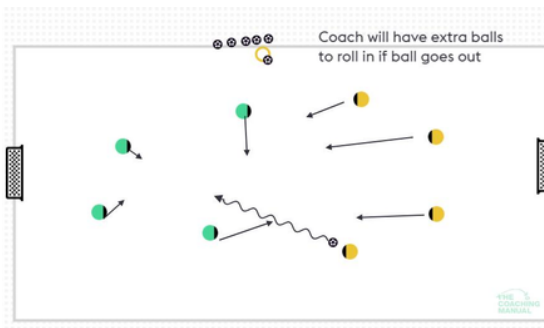 Coach will have extra balls
to roll in if ball goes out
THE
COACHING
MANUAL